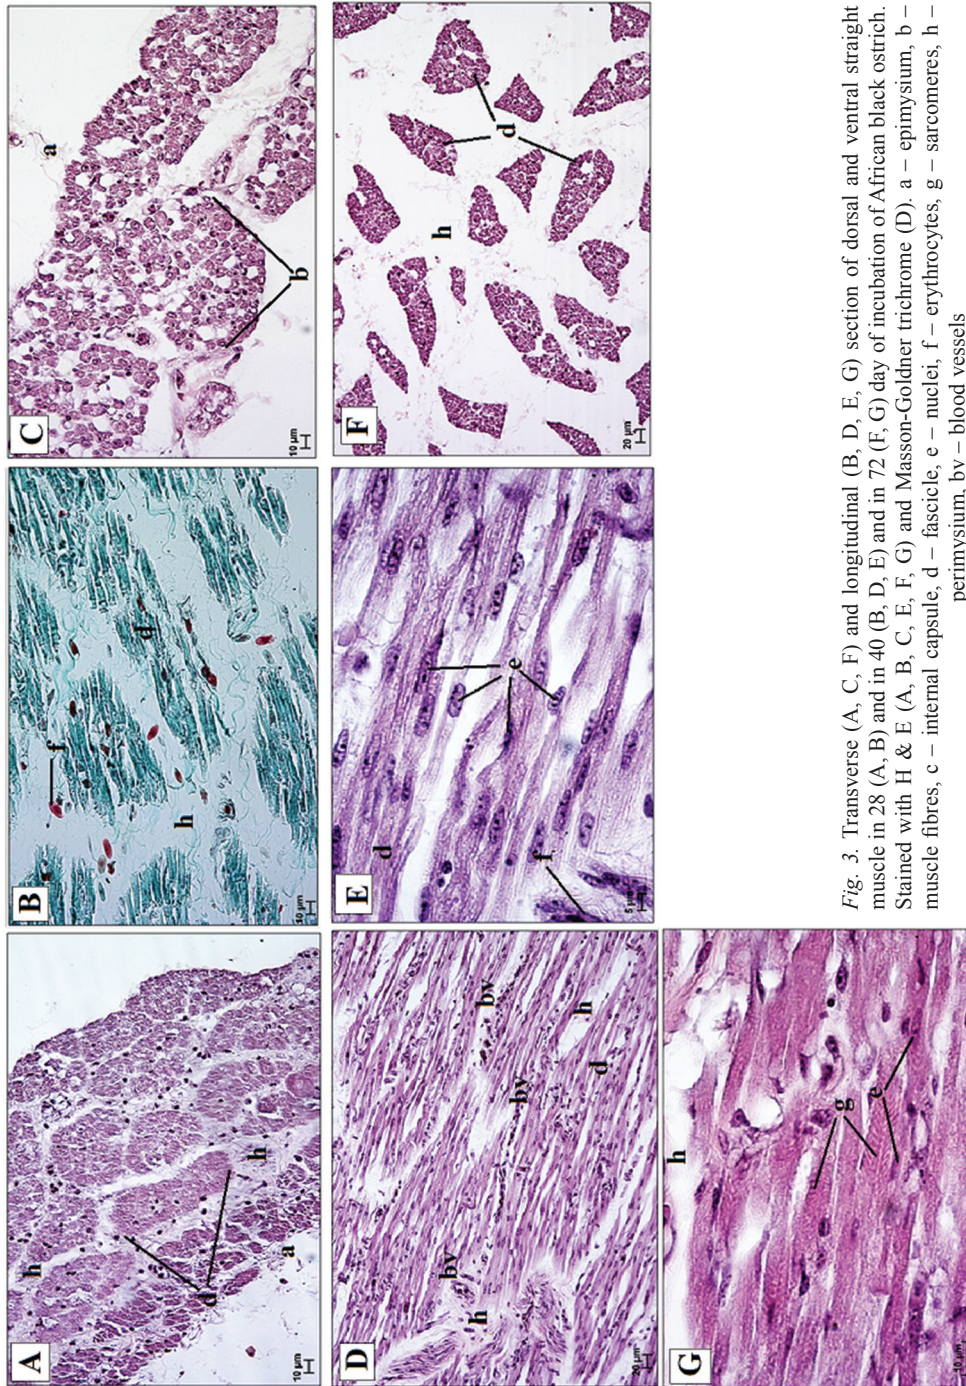 A
h
d
h
a
10 µm
B
f
d
h
10 µm
C
a
b
10 µm
D
bv
bv
bv
h
h
d
20 µm
E
d
e
f
5 µm
F
d
h
20 µm
G
h
g
e
10 µm
Fig. 3. Transverse (A, C, F) and longitudinal (B, D, E, G) section of dorsal and ventral straight
muscle in 28 (A, B) and in 40 (B, D, E) and in 72 (F, G) day of incubation of African black ostrich.
Stained with H & E (A, B, C, E, F, G) and Masson-Goldner trichrome (D). a – epimysium, b –
muscle fibres, c – internal capsule, d – fascicle, e – nuclei, f – erythrocytes, g – sarcomeres, h –
perimysium, bv – blood vessels